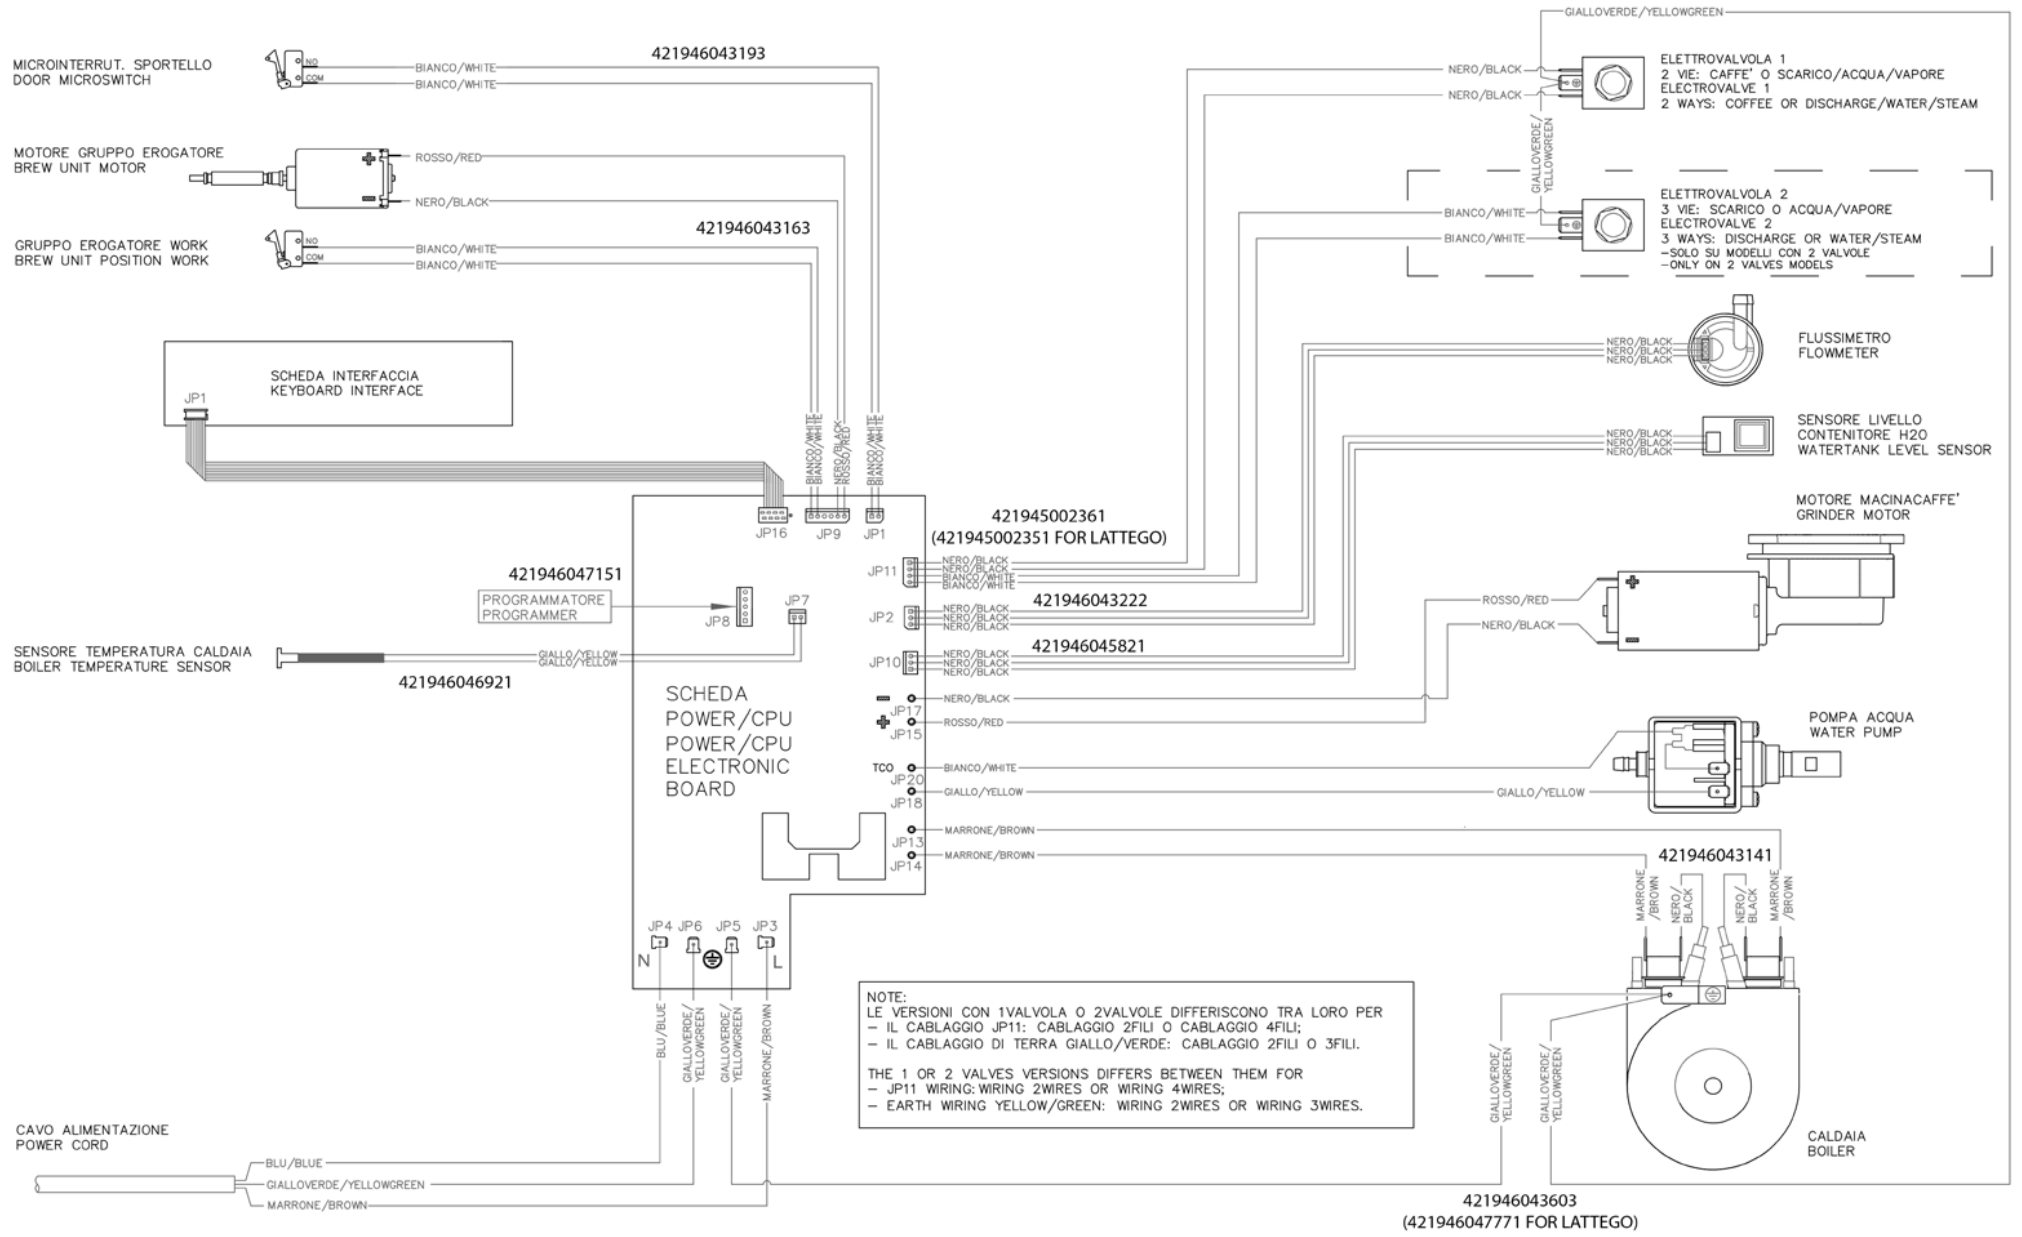 MICROINTERRUT. SPORTELLO
DOOR MICROSWITCH
NO
COM
BIANCO/WHITE
BIANCO/WHITE
421946043193
MOTORE GRUPPO EROGATORE
BREW UNIT MOTOR
ROSSO/RED
NERO/BLACK
421946043163
GRUPPO EROGATORE WORK
BREW UNIT POSITION WORK
NO
COM
BIANCO/WHITE
BIANCO/WHITE
SCHEDA INTERFACCIA
KEYBOARD INTERFACE
JP1
BIANCO/WHITE
BIANCO/WHITE
NERO/BLACK
ROSSO/RED
BIANCO/WHITE
BIANCO/WHITE
JP16
JP9
JP1
421946047151
PROGRAMMATORE
PROGRAMMER
JP8
JP7
SENSORE TEMPERATURA CALDAIA
BOILER TEMPERATURE SENSOR
GIALLO/YELLOW
GIALLO/YELLOW
421946046921
SCHEDA
POWER/CPU
POWER/CPU
ELECTRONIC
BOARD
421945002361
(421945002351 FOR LATTEGO)
JP11
NERO/BLACK
NERO/BLACK
BIANCO/WHITE
BIANCO/WHITE
421946043222
JP2
NERO/BLACK
NERO/BLACK
NERO/BLACK
421946045821
JP10
NERO/BLACK
NERO/BLACK
NERO/BLACK
NERO/BLACK
JP17
ROSSO/RED
JP15
TCO
BIANCO/WHITE
JP20
GIALLO/YELLOW
JP18
MARRONE/BROWN
JP13
MARRONE/BROWN
JP14
JP4
JP6
JP5
JP3
N
L
BLU/BLUE
GIALLOVERDE/
YELLOWGREEN
GIALLOVERDE/
YELLOWGREEN
MARRONE/BROWN
CAVO ALIMENTAZIONE
POWER CORD
BLU/BLUE
GIALLOVERDE/YELLOWGREEN
MARRONE/BROWN
NOTE:
LE VERSIONI CON 1VALVOLA O 2VALVOLE DIFFERISCONO TRA LORO PER
– IL CABLAGGIO JP11: CABLAGGIO 2FILI O CABLAGGIO 4FILI;
– IL CABLAGGIO DI TERRA GIALLO/VERDE: CABLAGGIO 2FILI O 3FILI.
THE 1 OR 2 VALVES VERSIONS DIFFERS BETWEEN THEM FOR
– JP11 WIRING: WIRING 2WIRES OR WIRING 4WIRES;
– EARTH WIRING YELLOW/GREEN: WIRING 2WIRES OR WIRING 3WIRES.
GIALLOVERDE/YELLOWGREEN
NERO/BLACK
NERO/BLACK
ELETTROVALVOLA 1
2 VIE: CAFFE' O SCARICO/ACQUA/VAPORE
ELECTROVALVE 1
2 WAYS: COFFEE OR DISCHARGE/WATER/STEAM
GIALLOVERDE/
YELLOWGREEN
BIANCO/WHITE
BIANCO/WHITE
ELETTROVALVOLA 2
3 VIE: SCARICO O ACQUA/VAPORE
ELECTROVALVE 2
3 WAYS: DISCHARGE OR WATER/STEAM
–SOLO SU MODELLI CON 2 VALVOLE
–ONLY ON 2 VALVES MODELS
NERO/BLACK
NERO/BLACK
NERO/BLACK
FLUSSIMETRO
FLOWMETER
NERO/BLACK
NERO/BLACK
NERO/BLACK
SENSORE LIVELLO
CONTENITORE H2O
WATERTANK LEVEL SENSOR
MOTORE MACINACAFFE'
GRINDER MOTOR
ROSSO/RED
NERO/BLACK
POMPA ACQUA
WATER PUMP
GIALLO/YELLOW
421946043141
MARRONE
/BROWN
NERO/
BLACK
NERO/
BLACK
MARRONE
/BROWN
GIALLOVERDE/
YELLOWGREEN
GIALLOVERDE/
YELLOWGREEN
CALDAIA
BOILER
421946043603
(421946047771 FOR LATTEGO)